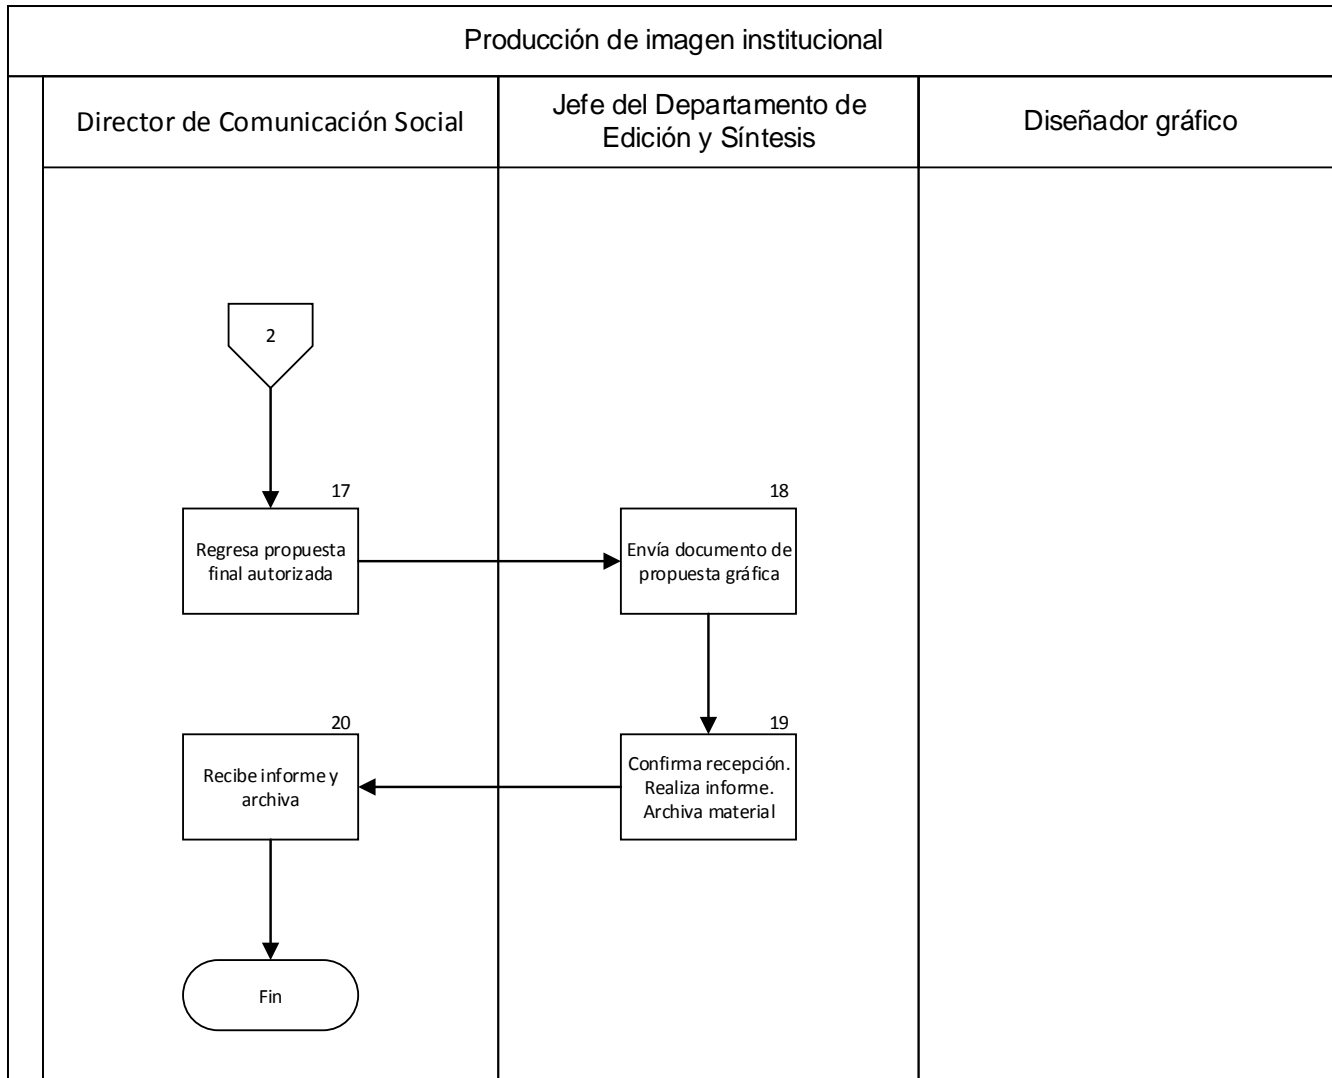 Producción de imagen institucional
Director de Comunicación Social
Jefe del Departamento de
Edición y Síntesis
Diseñador gráfico
2
17
Regresa propuesta
final autorizada
18
Envía documento de
propuesta gráfica
19
Confirma recepción.
Realiza informe.
Archiva material
20
Recibe informe y
archiva
Fin